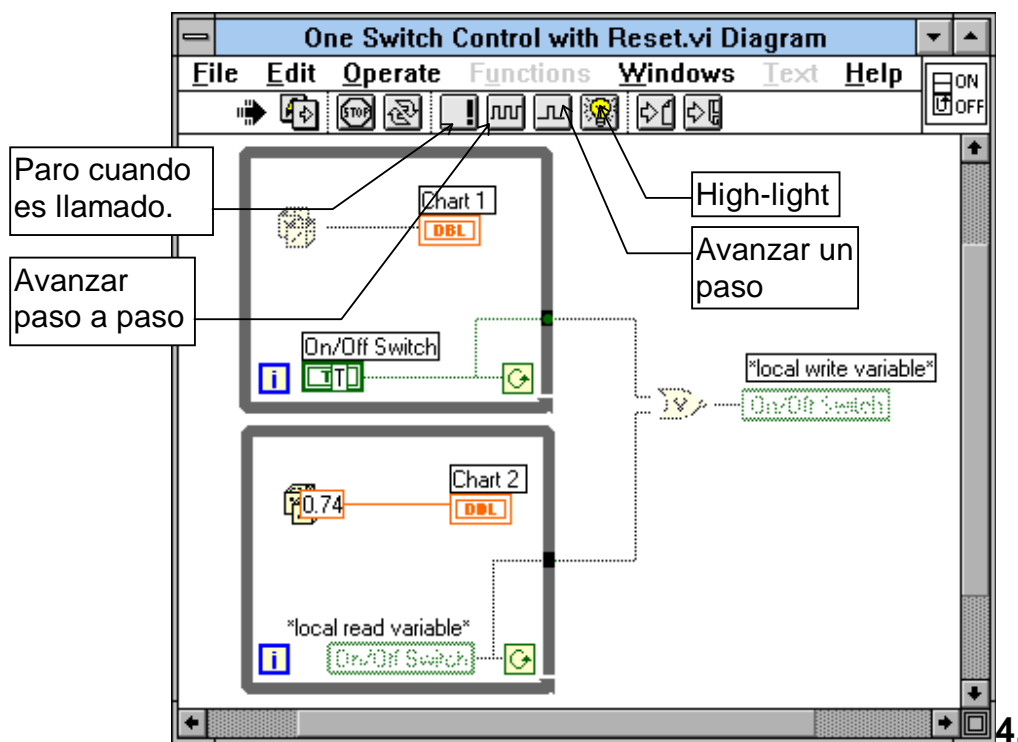 One Switch Control with Reset.vi Diagram
File Edit Operate Functions Windows Text Help
ON
OFF
STOP
Paro cuando
es llamado.
Avanzar
paso a paso
High-light
Avanzar un
paso
Chart 1
DBL
On/Off Switch
i
T T
*local write variable*
On/Off Switch
V
Chart 2
0.74
DBL
*local read variable*
i
On/Off Switch
4.